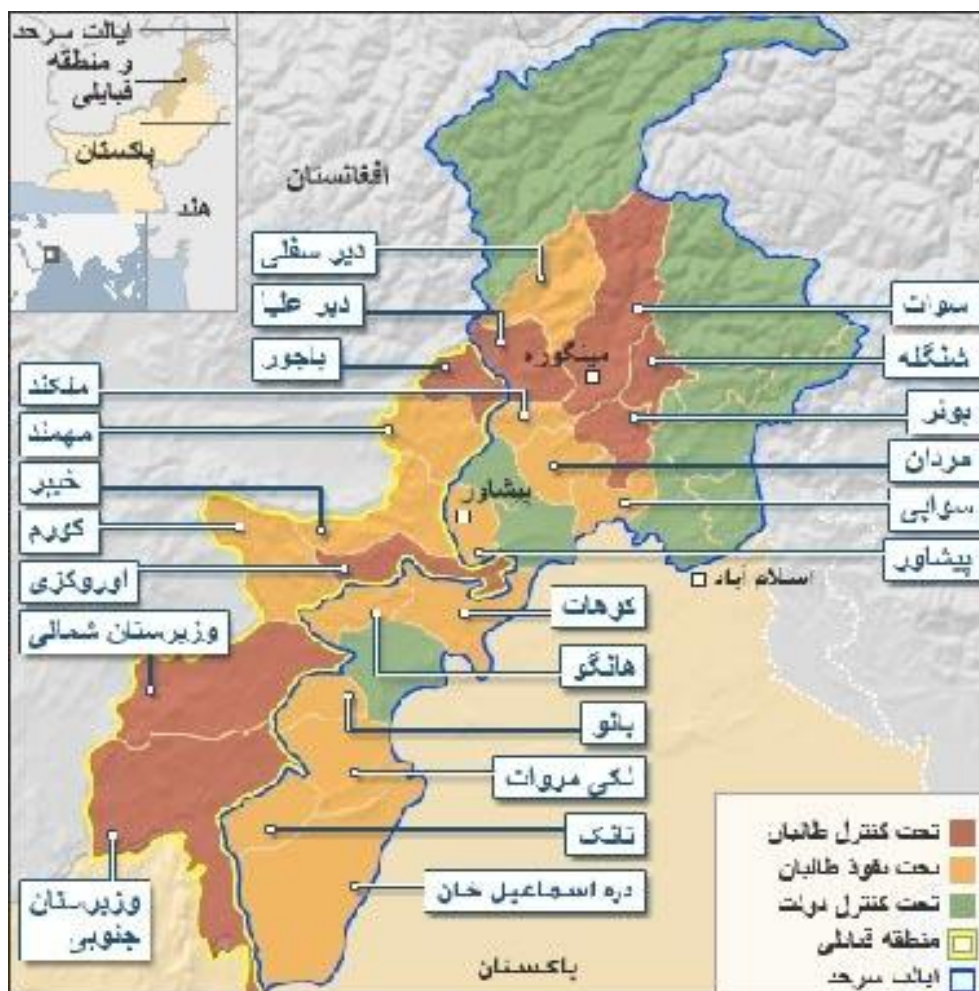 ایالت سرحد
و منطقه
قبایلی
پاکستان
هند
افغانستان
دیر سفلی
دیر علیا
باجور
ملکند
مهمند
خیبر
کورم
اوروکزی
وزیرستان شمالی
سوات
شنگله
بونر
مردان
سوابی
پیشاور
مینگوره
پیشاور
اسلام آباد
کوهات
هانگو
بانو
لکی مروات
تانک
دره اسماعیل خان
وزیرستان
جنوبی
پاکستان
تحت کنترل طالبان
تحت نفوذ طالبان
تحت کنترل دولت
منطقه قبایلی
ایالت سرحد